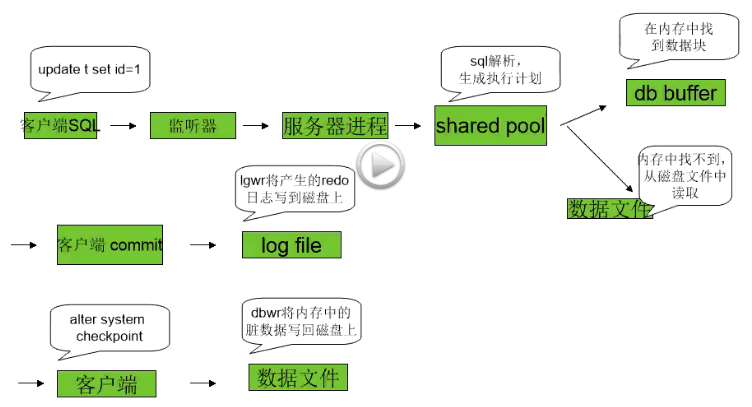 update t set id=1
sql解析，
生成执行计划
在内存中找
到数据块
客户端SQL
监听器
服务器进程
shared pool
db buffer
内存中找不到，
从磁盘文件中
读取
数据文件
lgwr将产生的redo
日志写到磁盘上
客户端 commit
log file
alter system
checkpoint
dbwr将内存中的
脏数据写回磁盘上
客户端
数据文件